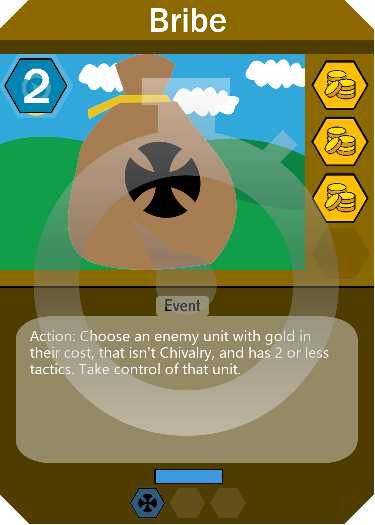 Bribe
2
Event
Action: Choose an enemy unit with gold in
their cost, that isn't Chivalry, and has 2 or less
tactics. Take control of that unit.